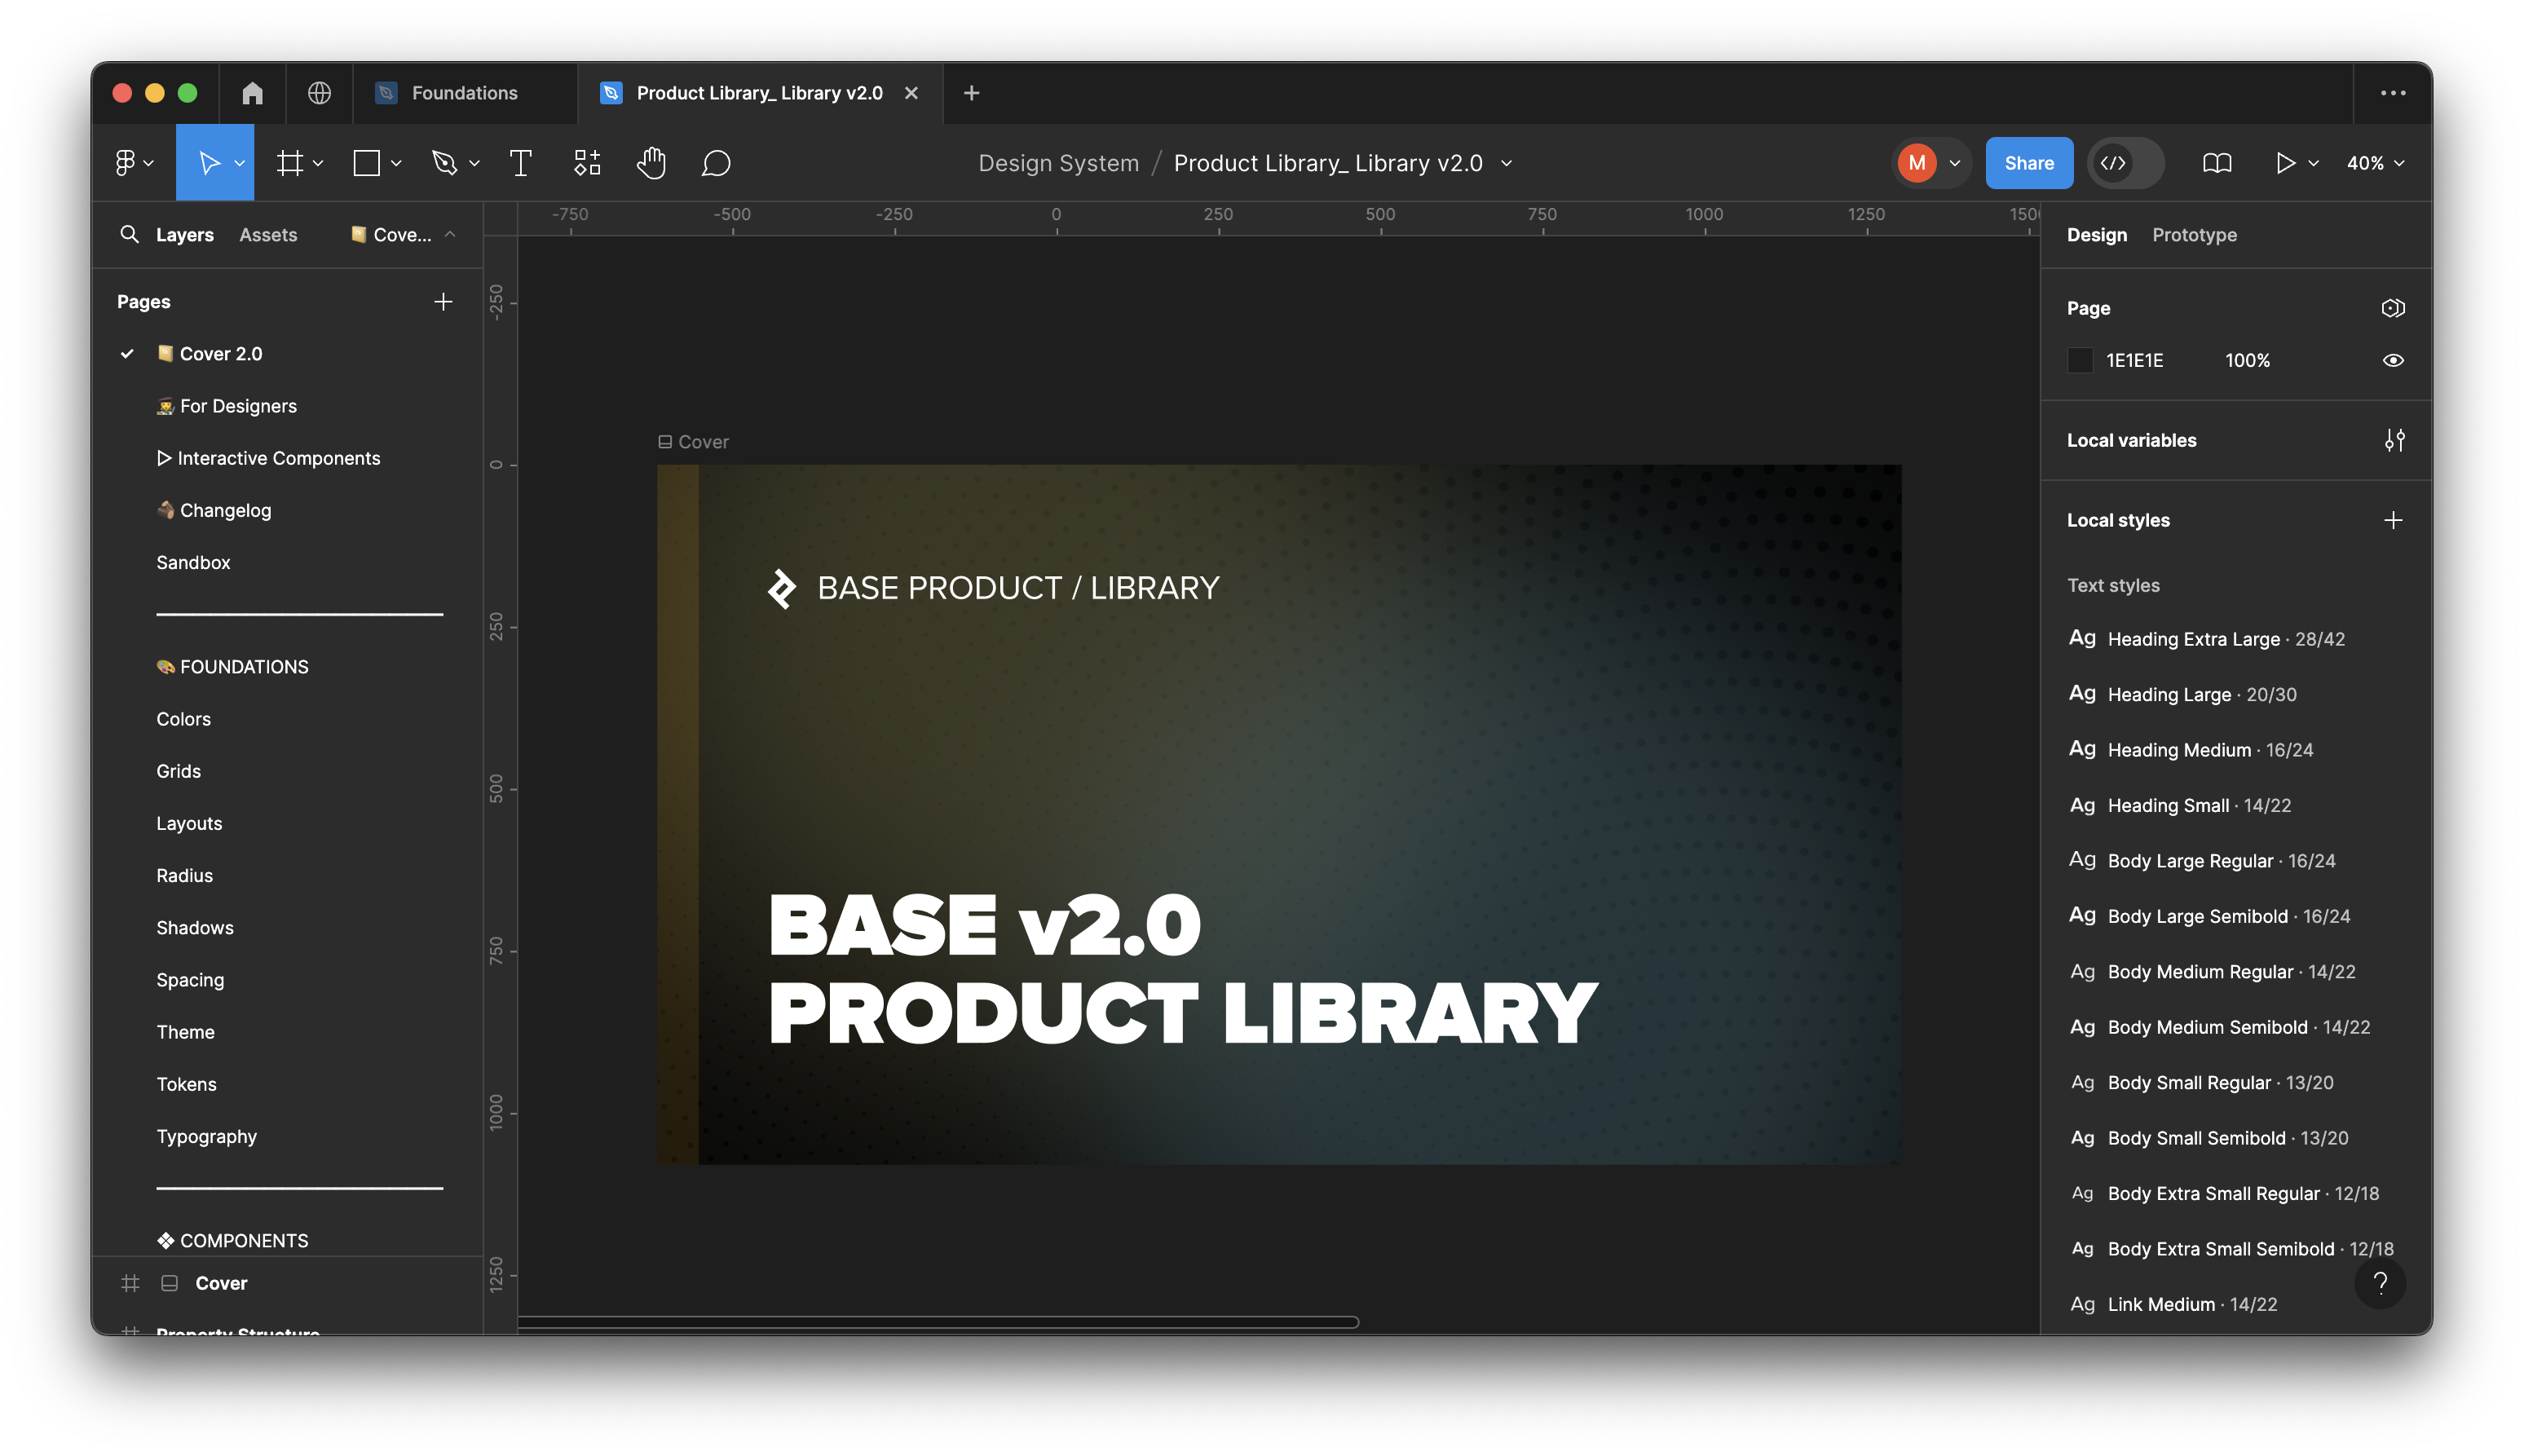 Foundations
Product Library_ Library v2.0
Design System / Product Library_ Library v2.0
M
Share
40%
Layers Assets Cove...
Pages
Cover 2.0
For Designers
Interactive Components
Changelog
Sandbox
FOUNDATIONS
Colors
Grids
Layouts
Radius
Shadows
Spacing
Theme
Tokens
Typography
COMPONENTS
Cover
Property Structure
-750 -500 -250 0 250 500 750 1000 1250 150
-250
0
250
500
750
1000
1250
Cover
BASE PRODUCT / LIBRARY
BASE v2.0
PRODUCT LIBRARY
Design Prototype
Page
1E1E1E 100%
Local variables
Local styles
Text styles
Ag Heading Extra Large · 28/42
Ag Heading Large · 20/30
Ag Heading Medium · 16/24
Ag Heading Small · 14/22
Ag Body Large Regular · 16/24
Ag Body Large Semibold · 16/24
Ag Body Medium Regular · 14/22
Ag Body Medium Semibold · 14/22
Ag Body Small Regular · 13/20
Ag Body Small Semibold · 13/20
Ag Body Extra Small Regular · 12/18
Ag Body Extra Small Semibold · 12/18
Ag Link Medium · 14/22
?